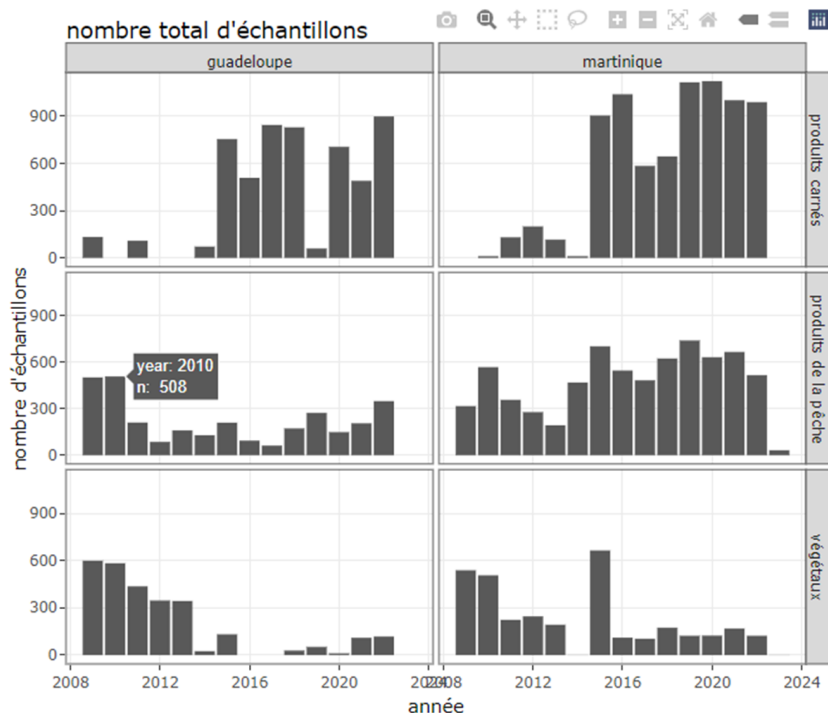 nombre total d'échantillons
guadeloupe
martinique
900
600
300
0
produits carnés
nombre d'échantillons
900
600
300
0
year: 2010
n: 508
produits de la pêche
900
600
300
0
végétaux
2008
2012
2016
2020
2024
2008
2012
2016
2020
2024
année